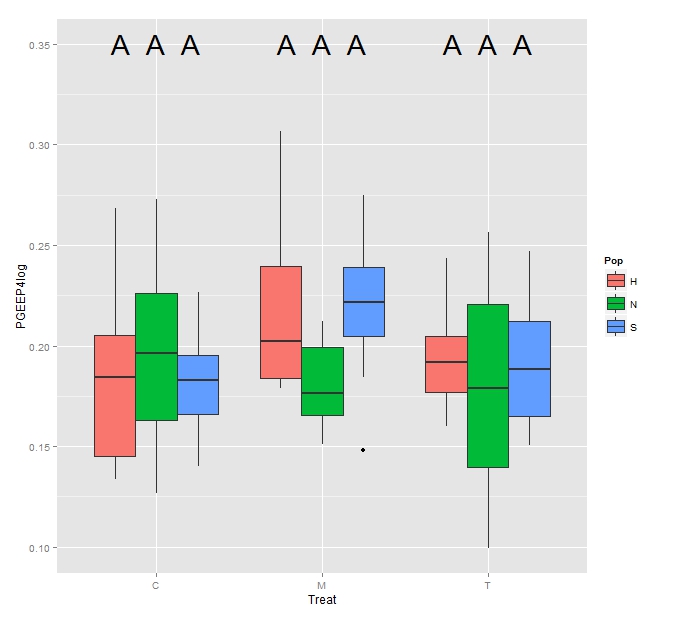 A A A A A A A A A
0.35
0.30
0.25
0.20
0.15
0.10
PGEEP4log
C M T
Treat
Pop
H
N
S